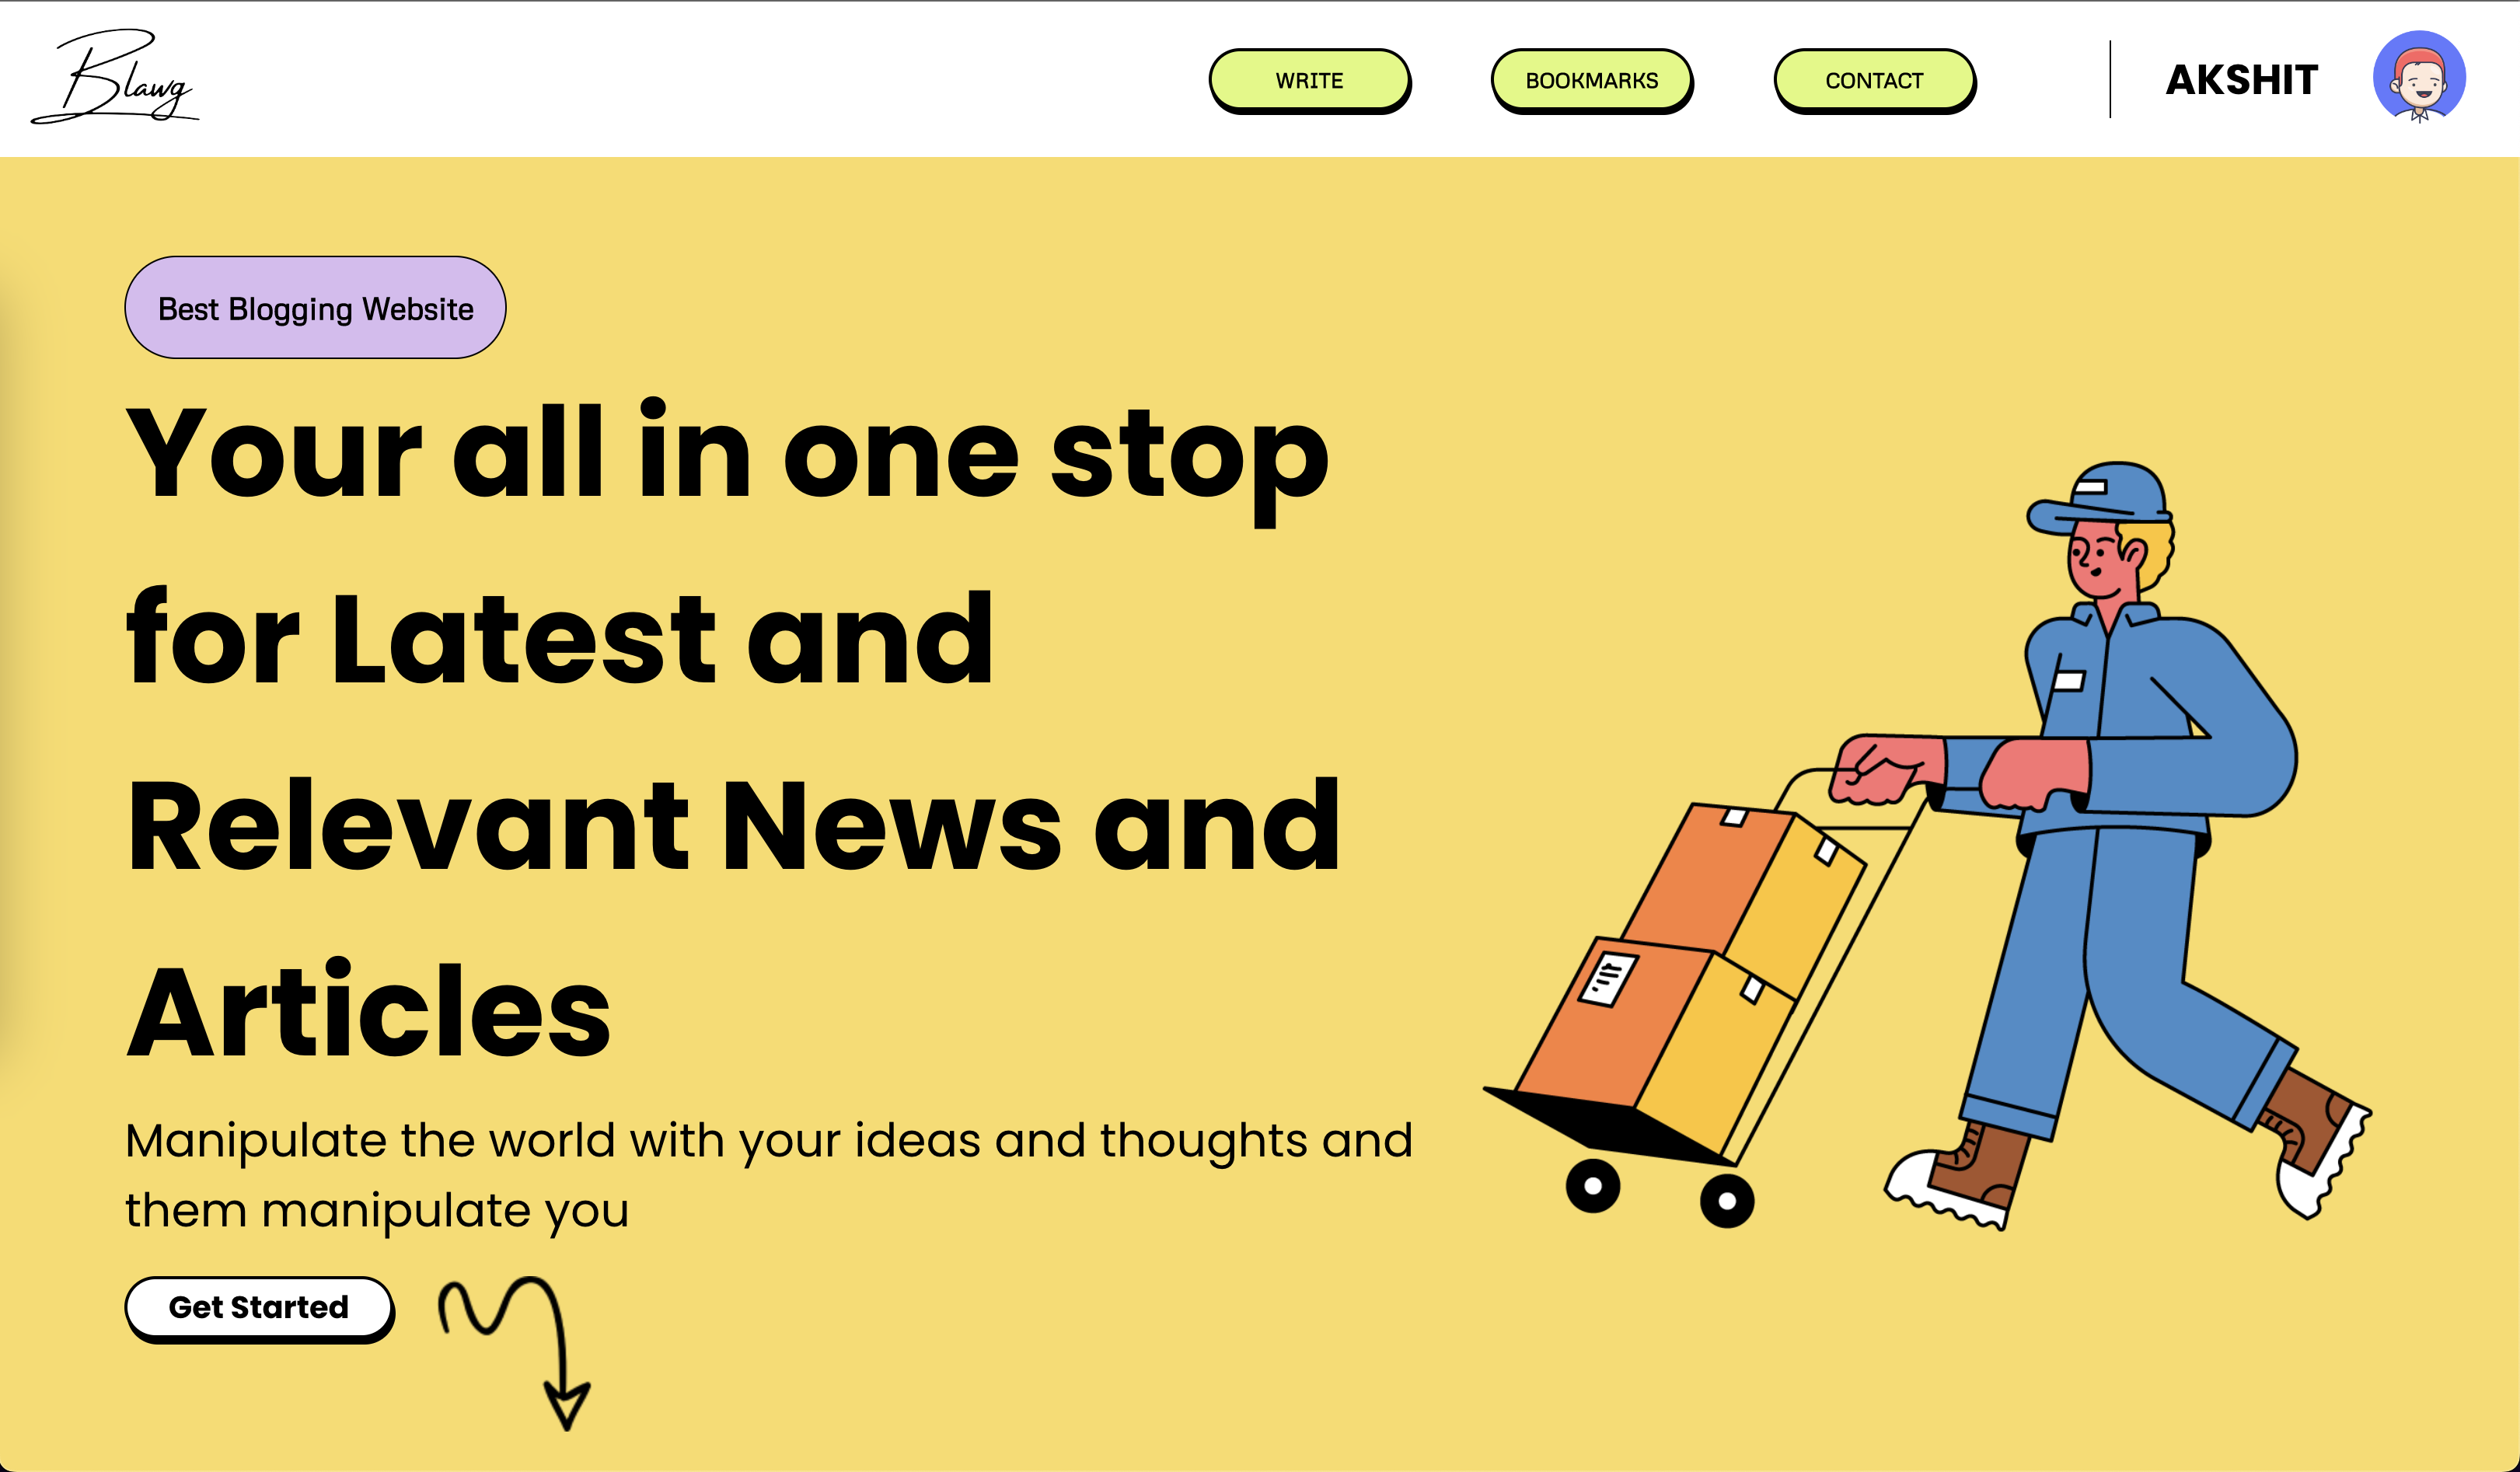 Blawg
WRITE
BOOKMARKS
CONTACT
AKSHIT
Best Blogging Website
Your all in one stop
for Latest and
Relevant News and
Articles
Manipulate the world with your ideas and thoughts and
them manipulate you
Get Started